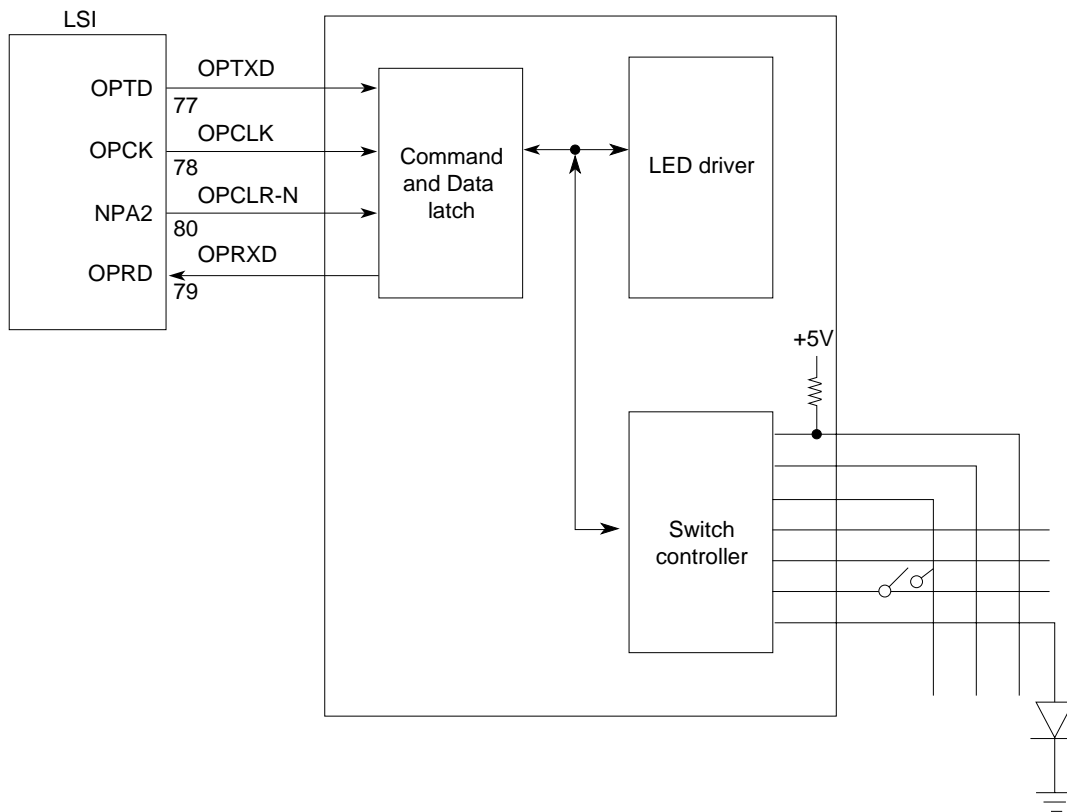 LSI
OPTD
77
OPTXD
OPCK
78
OPCLK
NPA2
80
OPCLR-N
OPRD
79
OPRXD
Command
and Data
latch
LED driver
+5V
Switch
controller